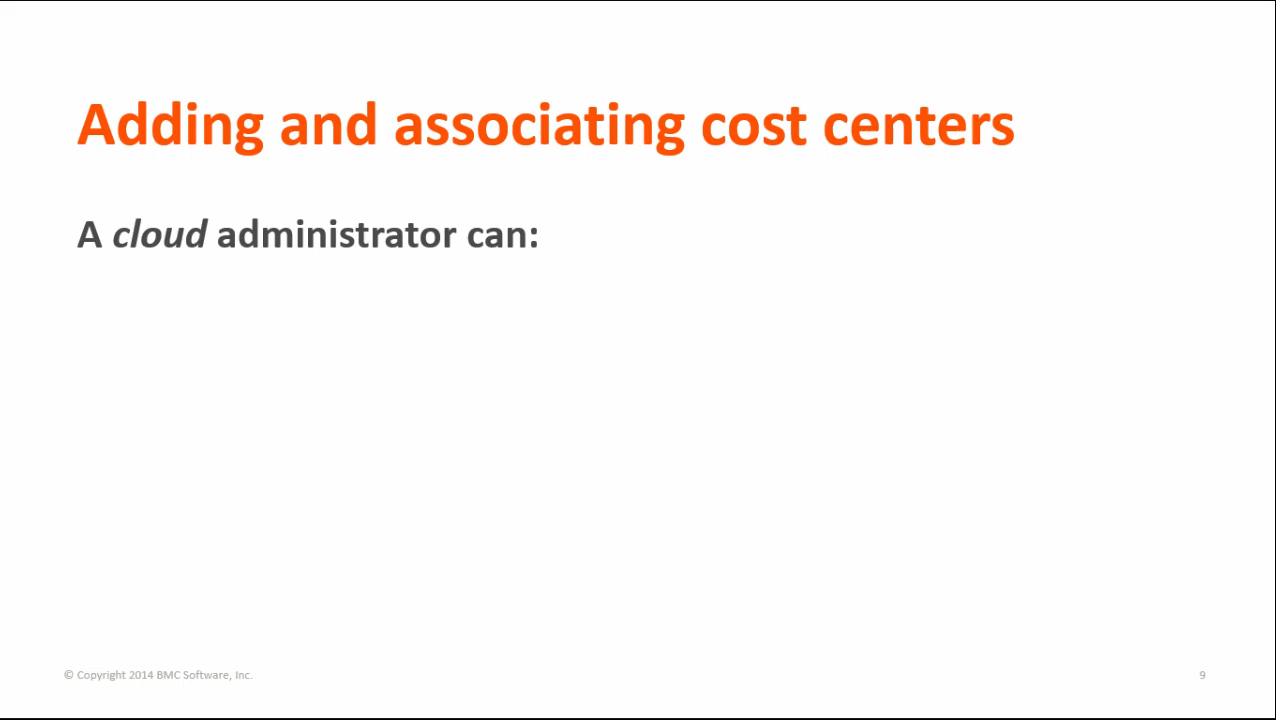 Adding and associating cost centers
A cloud administrator can:
© Copyright 2014 BMC Software, Inc.
9